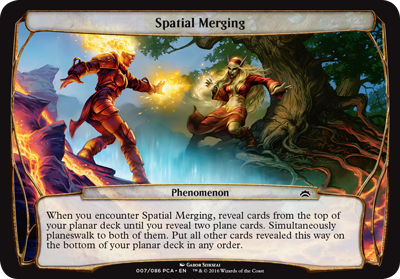 Spatial Merging
Phenomenon
When you encounter Spatial Merging, reveal cards from the top
of your planar deck until you reveal two plane cards. Simultaneously
planeswalk to both of them. Put all other cards revealed this way on
the bottom of your planar deck in any order.
Gabor Szikszai
007/086 PCA • EN ™ & © 2016 Wizards of the Coast